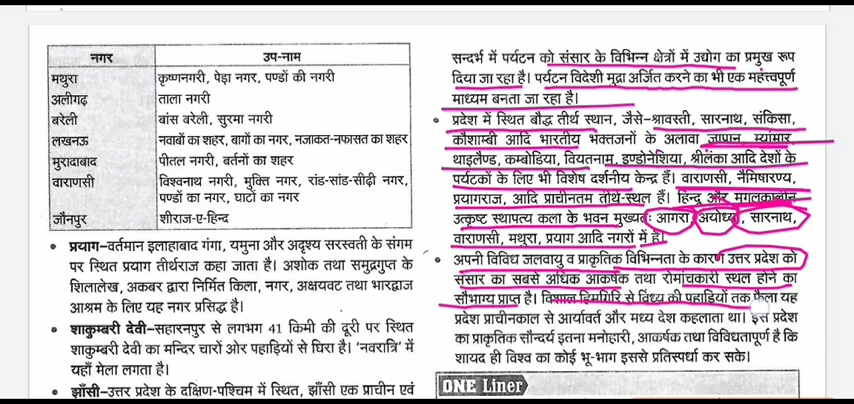 नगर उप-नाम
मथुरा कृष्णनगरी, पेड़ा नगर, पण्डों की नगरी
अलीगढ़ ताला नगरी
बरेली बांस बरेली, सुरमा नगरी
लखनऊ नवाबों का शहर, बागों का नगर, नजाकत-नफासत का शहर
मुरादाबाद पीतल नगरी, बर्तनों का शहर
वाराणसी विश्वनाथ नगरी, मुक्ति नगर, रांड-सांड-सीढ़ी नगर,
पण्डों का नगर, घाटों का नगर
जौनपुर शीराज-ए-हिन्द
• प्रयाग–वर्तमान इलाहाबाद गंगा, यमुना और अदृश्य सरस्वती के संगम
पर स्थित प्रयाग तीर्थराज कहा जाता है। अशोक तथा समुद्रगुप्त के
शिलालेख, अकबर द्वारा निर्मित किला, नगर, अक्षयवट तथा भारद्वाज
आश्रम के लिए यह नगर प्रसिद्ध है।
• शाकुम्बरी देवी–सहारनपुर से लगभग 41 किमी की दूरी पर स्थित
शाकुम्बरी देवी का मन्दिर चारों ओर पहाड़ियों से घिरा है। 'नवरात्रि' में
यहाँ मेला लगता है।
• झाँसी–उत्तर प्रदेश के दक्षिण-पश्चिम में स्थित, झाँसी एक प्राचीन एवं
सन्दर्भ में पर्यटन को संसार के विभिन्न क्षेत्रों में उद्योग का प्रमुख रूप
दिया जा रहा है। पर्यटन विदेशी मुद्रा अर्जित करने का भी एक महत्त्वपूर्ण
माध्यम बनता जा रहा है।
• प्रदेश में स्थित बौद्ध तीर्थ स्थान, जैसे–श्रावस्ती, सारनाथ, संकिसा,
कौशाम्बी आदि भारतीय भक्तजनों के अलावा जापान, म्यांमार,
थाइलैण्ड, कम्बोडिया, वियतनाम, इण्डोनेशिया, श्रीलंका आदि देशों के
पर्यटकों के लिए भी विशेष दर्शनीय केन्द्र हैं। वाराणसी, नैमिषारण्य,
प्रयागराज, आदि प्राचीनतम तीर्थ-स्थल हैं। हिन्दू और मुगलकालीन
उत्कृष्ट स्थापत्य कला के भवन मुख्यतः आगरा, अयोध्या, सारनाथ,
वाराणसी, मथुरा, प्रयाग आदि नगरों में हैं।
• अपनी विविध जलवायु व प्राकृतिक विभिन्नता के कारण उत्तर प्रदेश को
संसार का सबसे अधिक आकर्षक तथा रोमांचकारी स्थल होने का
सौभाग्य प्राप्त है। विशाल हिमगिरि से विंध्य की पहाड़ियों तक फैला यह
प्रदेश प्राचीनकाल से आर्यावर्त और मध्य देश कहलाता था। इस प्रदेश
का प्राकृतिक सौन्दर्य इतना मनोहारी, आकर्षक तथा विविधतापूर्ण है कि
शायद ही विश्व का कोई भू-भाग इससे प्रतिस्पर्धा कर सके।
ONE Liner